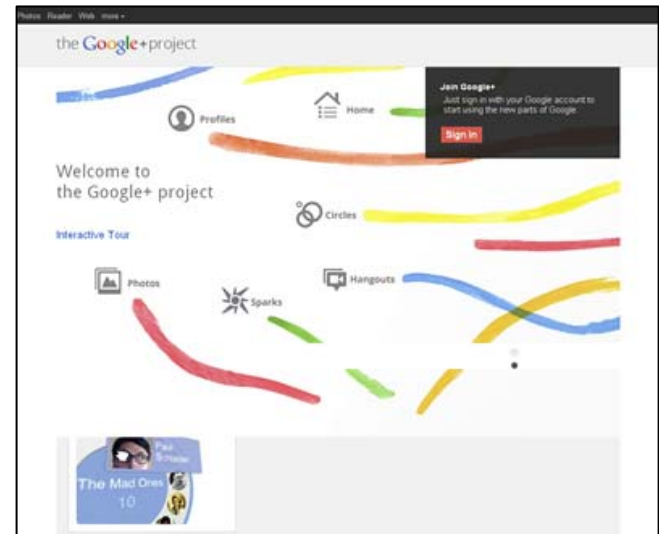 Photos Reader Web more
the Google+project
Join Google+
Just sign in with your Google account to
start using the new parts of Google.
Sign in
Profiles
Home
Welcome to
the Google+ project
Circles
Interactive Tour
Photos
Hangouts
Sparks
Paul
The Mad Ones
10